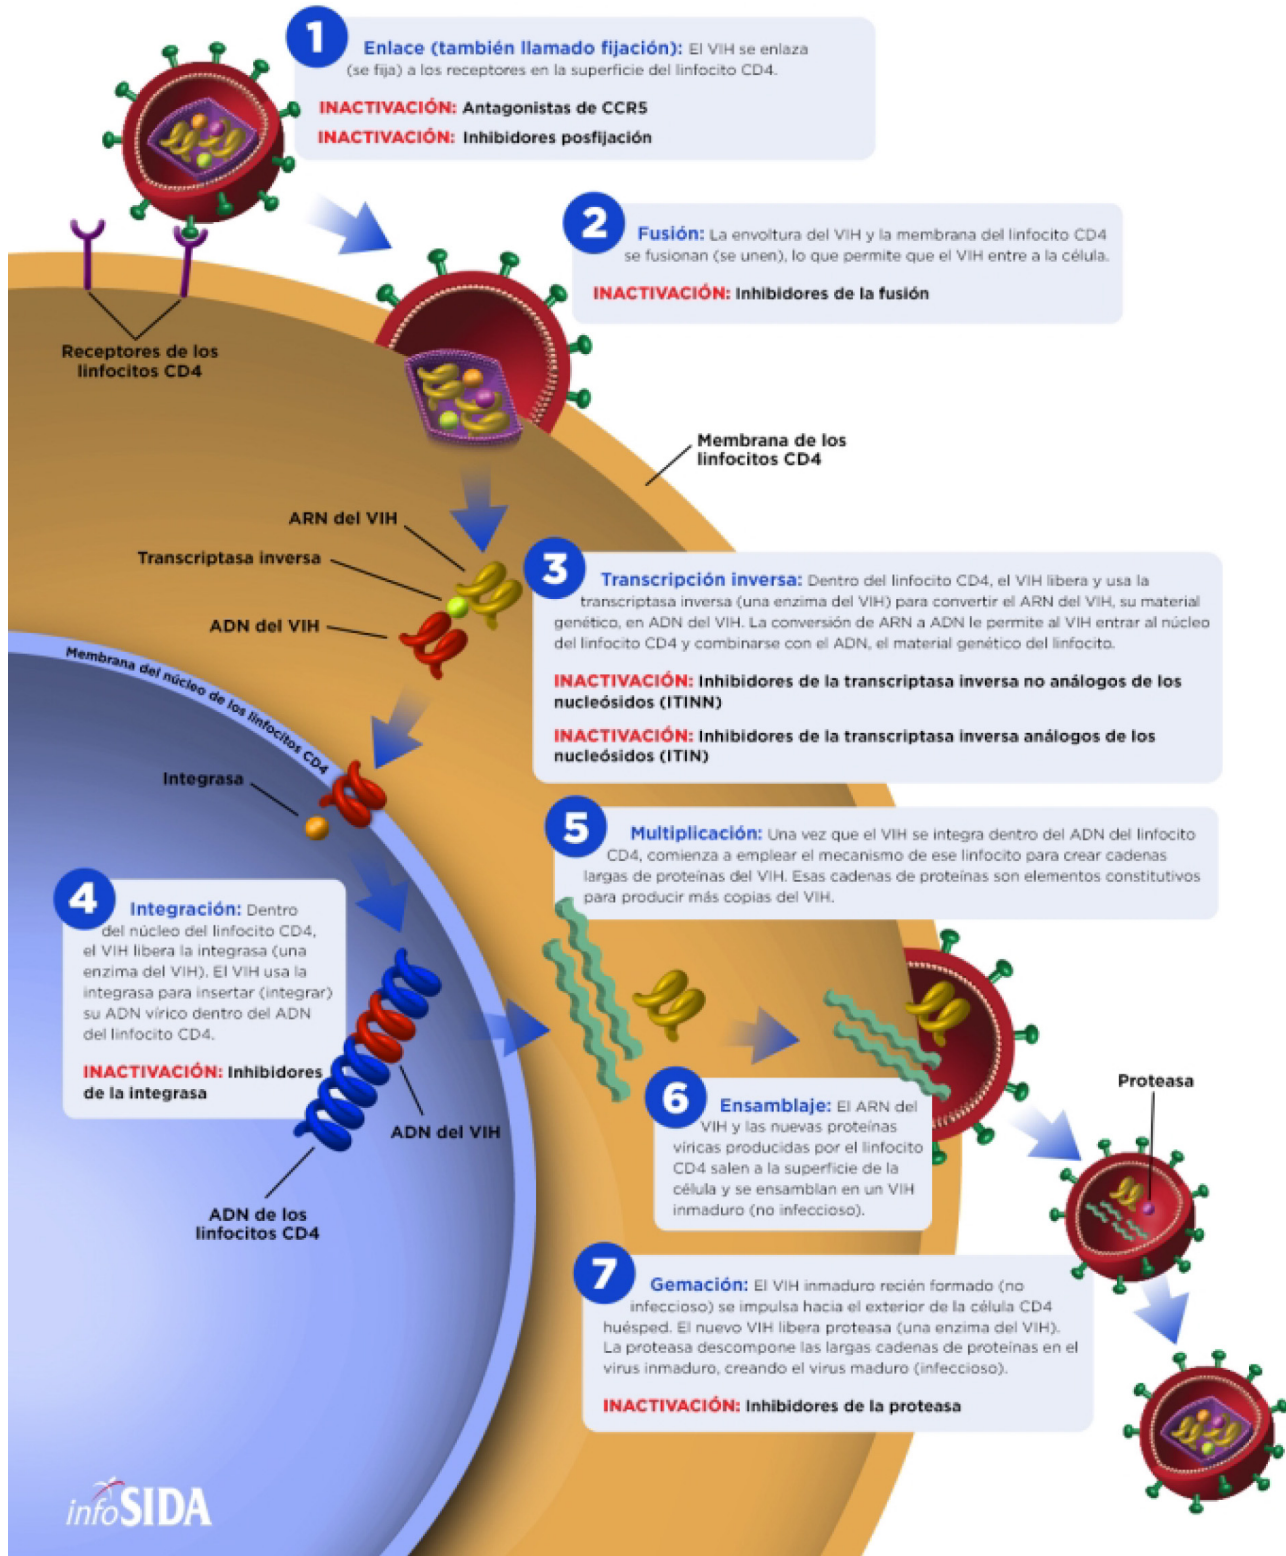 1
Enlace (también llamado fijación): El VIH se enlaza
(se fija) a los receptores en la superficie del linfocito CD4.
INACTIVACIÓN: Antagonistas de CCR5
INACTIVACIÓN: Inhibidores posfijación
2
Fusión: La envoltura del VIH y la membrana del linfocito CD4
se fusionan (se unen), lo que permite que el VIH entre a la célula.
INACTIVACIÓN: Inhibidores de la fusión
Receptores de los
linfocitos CD4
Membrana de los
linfocitos CD4
ARN del VIH
Transcriptasa inversa
ADN del VIH
3
Transcripción inversa: Dentro del linfocito CD4, el VIH libera y usa la
transcriptasa inversa (una enzima del VIH) para convertir el ARN del VIH, su material
genético, en ADN del VIH. La conversión de ARN a ADN le permite al VIH entrar al núcleo
del linfocito CD4 y combinarse con el ADN, el material genético del linfocito.
INACTIVACIÓN: Inhibidores de la transcriptasa inversa no análogos de los
nucleósidos (ITINN)
INACTIVACIÓN: Inhibidores de la transcriptasa inversa análogos de los
nucleósidos (ITIN)
Membrana del núcleo de los linfocitos CD4
Integrasa
4
Integración: Dentro
del núcleo del linfocito CD4,
el VIH libera la integrasa (una
enzima del VIH). El VIH usa la
integrasa para insertar (integrar)
su ADN vírico dentro del ADN
del linfocito CD4.
INACTIVACIÓN: Inhibidores
de la integrasa
ADN del VIH
ADN de los
linfocitos CD4
5
Multiplicación: Una vez que el VIH se integra dentro del ADN del linfocito
CD4, comienza a emplear el mecanismo de ese linfocito para crear cadenas
largas de proteínas del VIH. Esas cadenas de proteínas son elementos constitutivos
para producir más copias del VIH.
6
Ensamblaje: El ARN del
VIH y las nuevas proteínas
víricas producidas por el linfocito
CD4 salen a la superficie de la
célula y se ensamblan en un VIH
inmaduro (no infeccioso).
Proteasa
7
Gemación: El VIH inmaduro recién formado (no
infeccioso) se impulsa hacia el exterior de la célula CD4
huésped. El nuevo VIH libera proteasa (una enzima del VIH).
La proteasa descompone las largas cadenas de proteínas en el
virus inmaduro, creando el virus maduro (infeccioso).
INACTIVACIÓN: Inhibidores de la proteasa
infoSIDA